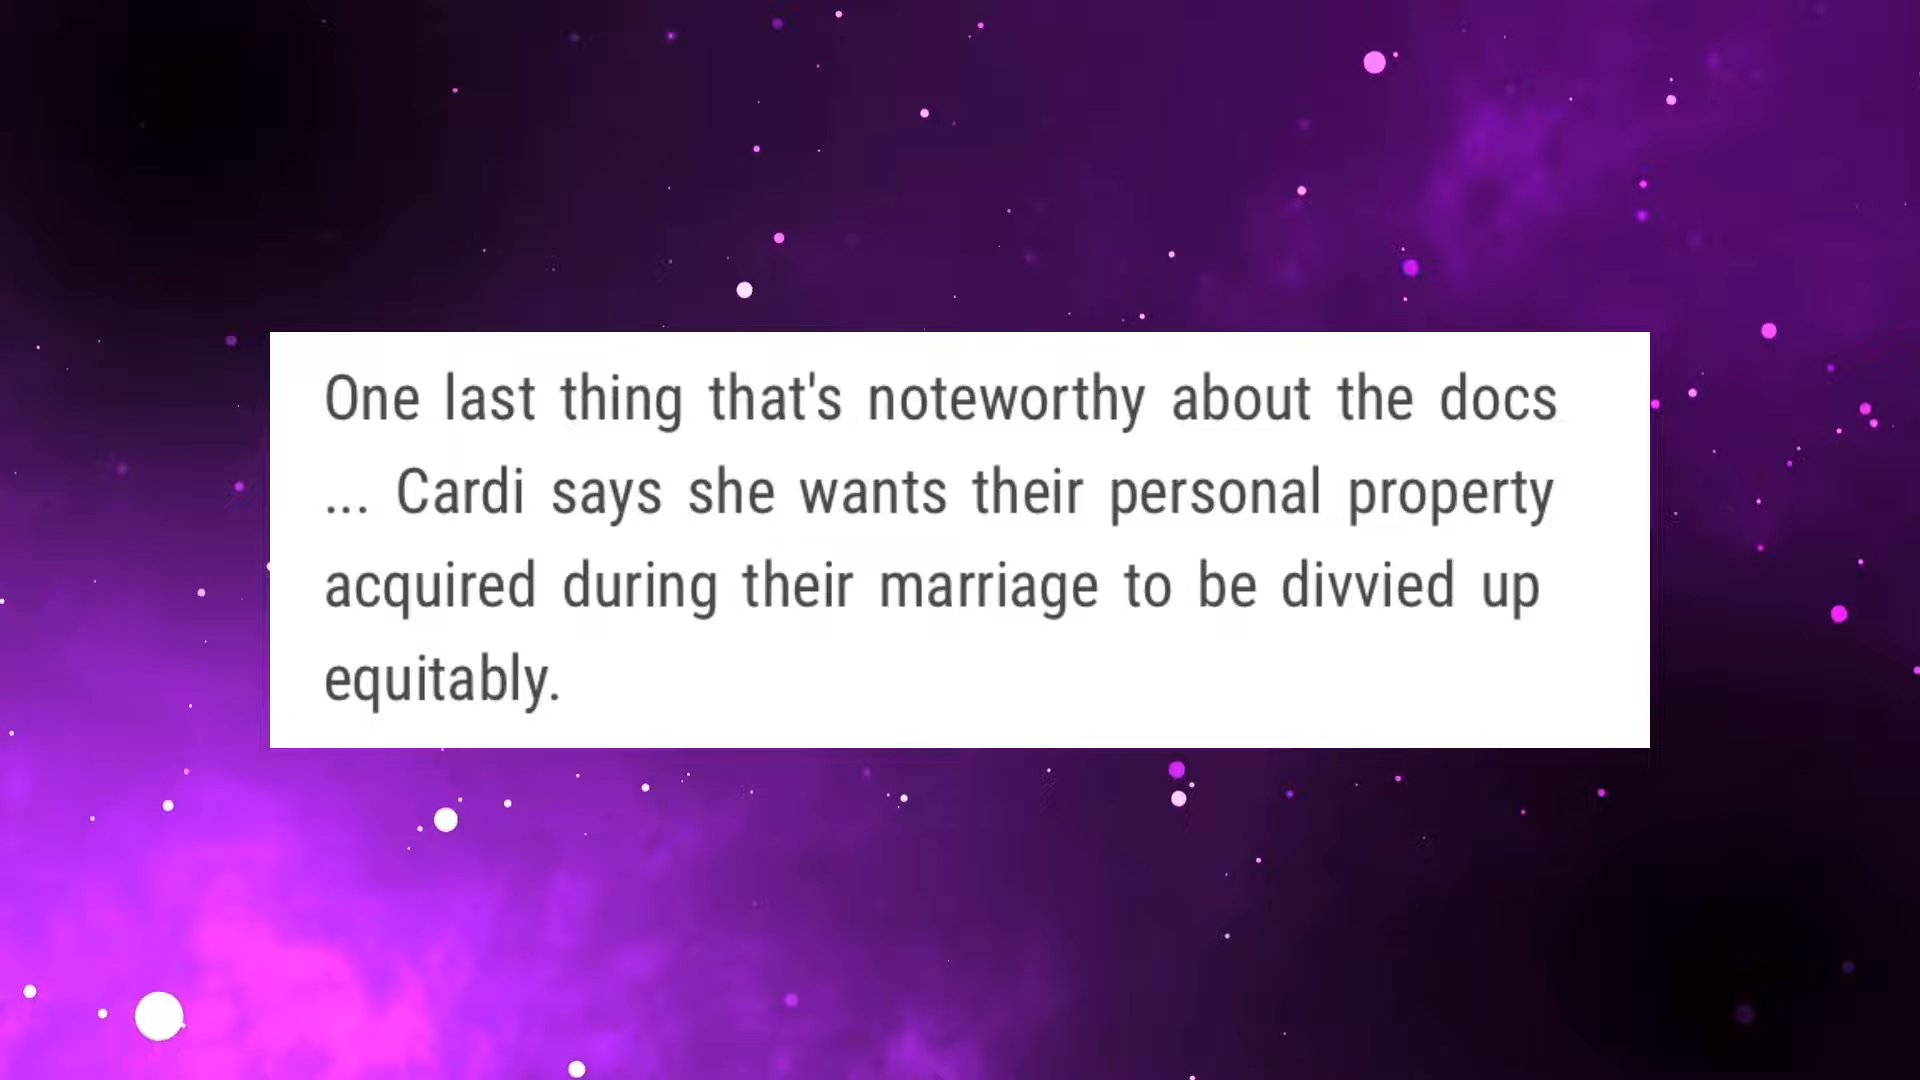 One last thing that's noteworthy about the docs
... Cardi says she wants their personal property
acquired during their marriage to be divvied up
equitably.